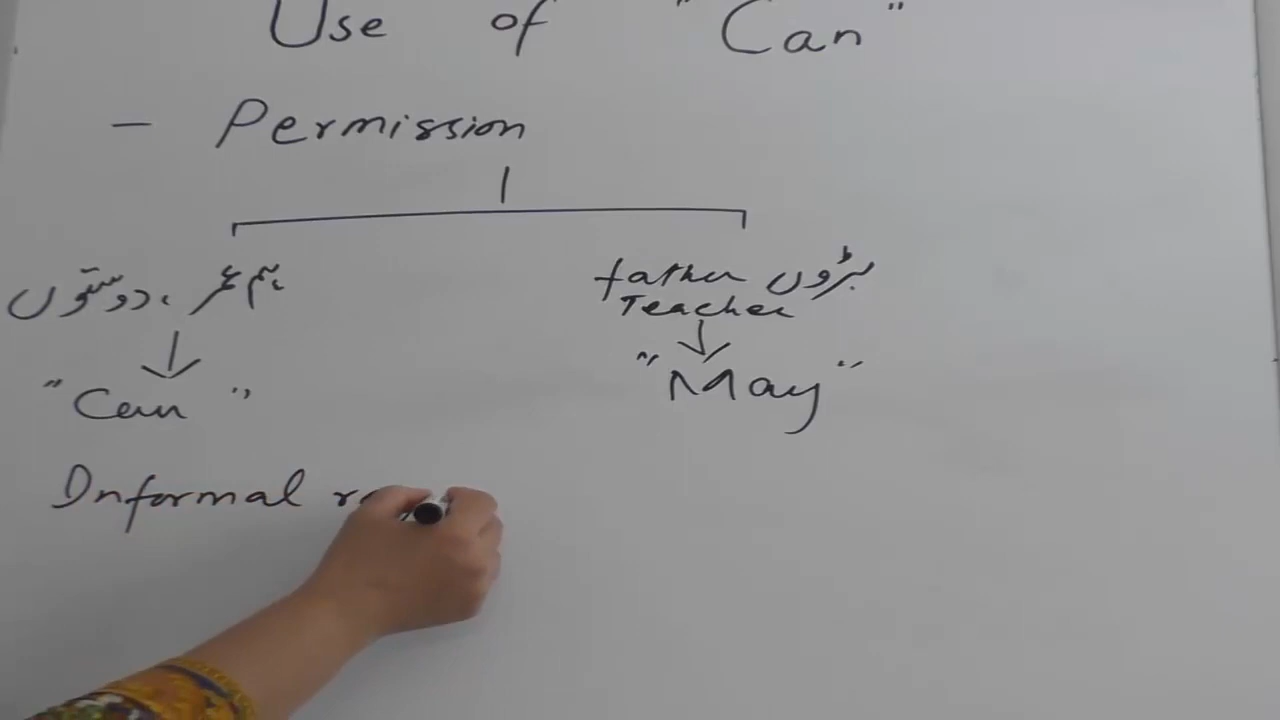 Use of "Can"
- Permission
ہم عمر، دوستوں
father بڑوں
Teacher
"Can"
"May"
Informal